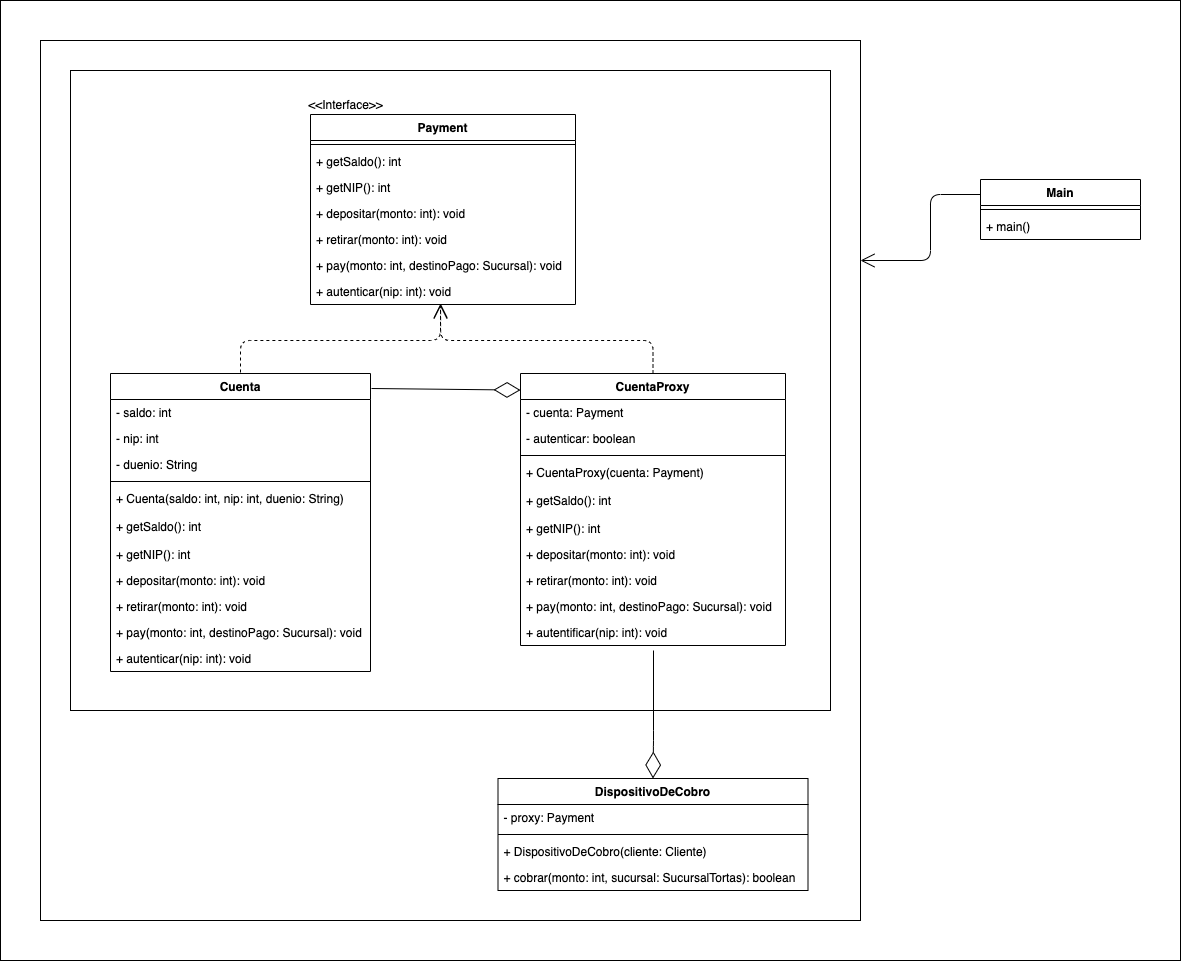 <<Interface>>
Payment
+ getSaldo(): int
+ getNIP(): int
+ depositar(monto: int): void
+ retirar(monto: int): void
+ pay(monto: int, destinoPago: Sucursal): void
+ autenticar(nip: int): void
Main
+ main()
Cuenta
- saldo: int
- nip: int
- duenio: String
+ Cuenta(saldo: int, nip: int, duenio: String)
+ getSaldo(): int
+ getNIP(): int
+ depositar(monto: int): void
+ retirar(monto: int): void
+ pay(monto: int, destinoPago: Sucursal): void
+ autenticar(nip: int): void
CuentaProxy
- cuenta: Payment
- autenticar: boolean
+ CuentaProxy(cuenta: Payment)
+ getSaldo(): int
+ getNIP(): int
+ depositar(monto: int): void
+ retirar(monto: int): void
+ pay(monto: int, destinoPago: Sucursal): void
+ autentificar(nip: int): void
DispositivoDeCobro
- proxy: Payment
+ DispositivoDeCobro(cliente: Cliente)
+ cobrar(monto: int, sucursal: SucursalTortas): boolean